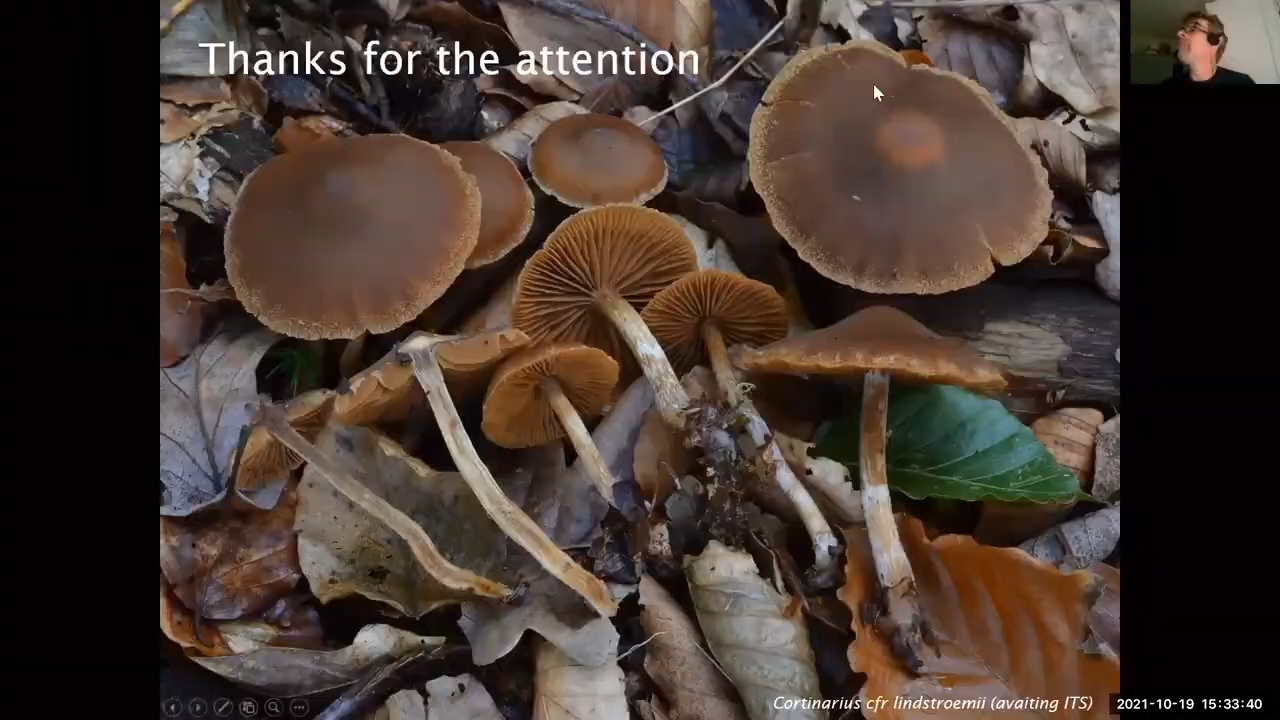 Thanks for the attention
Cortinarius cfr lindstroemii (avaiting ITS)
2021-10-19 15:33:40